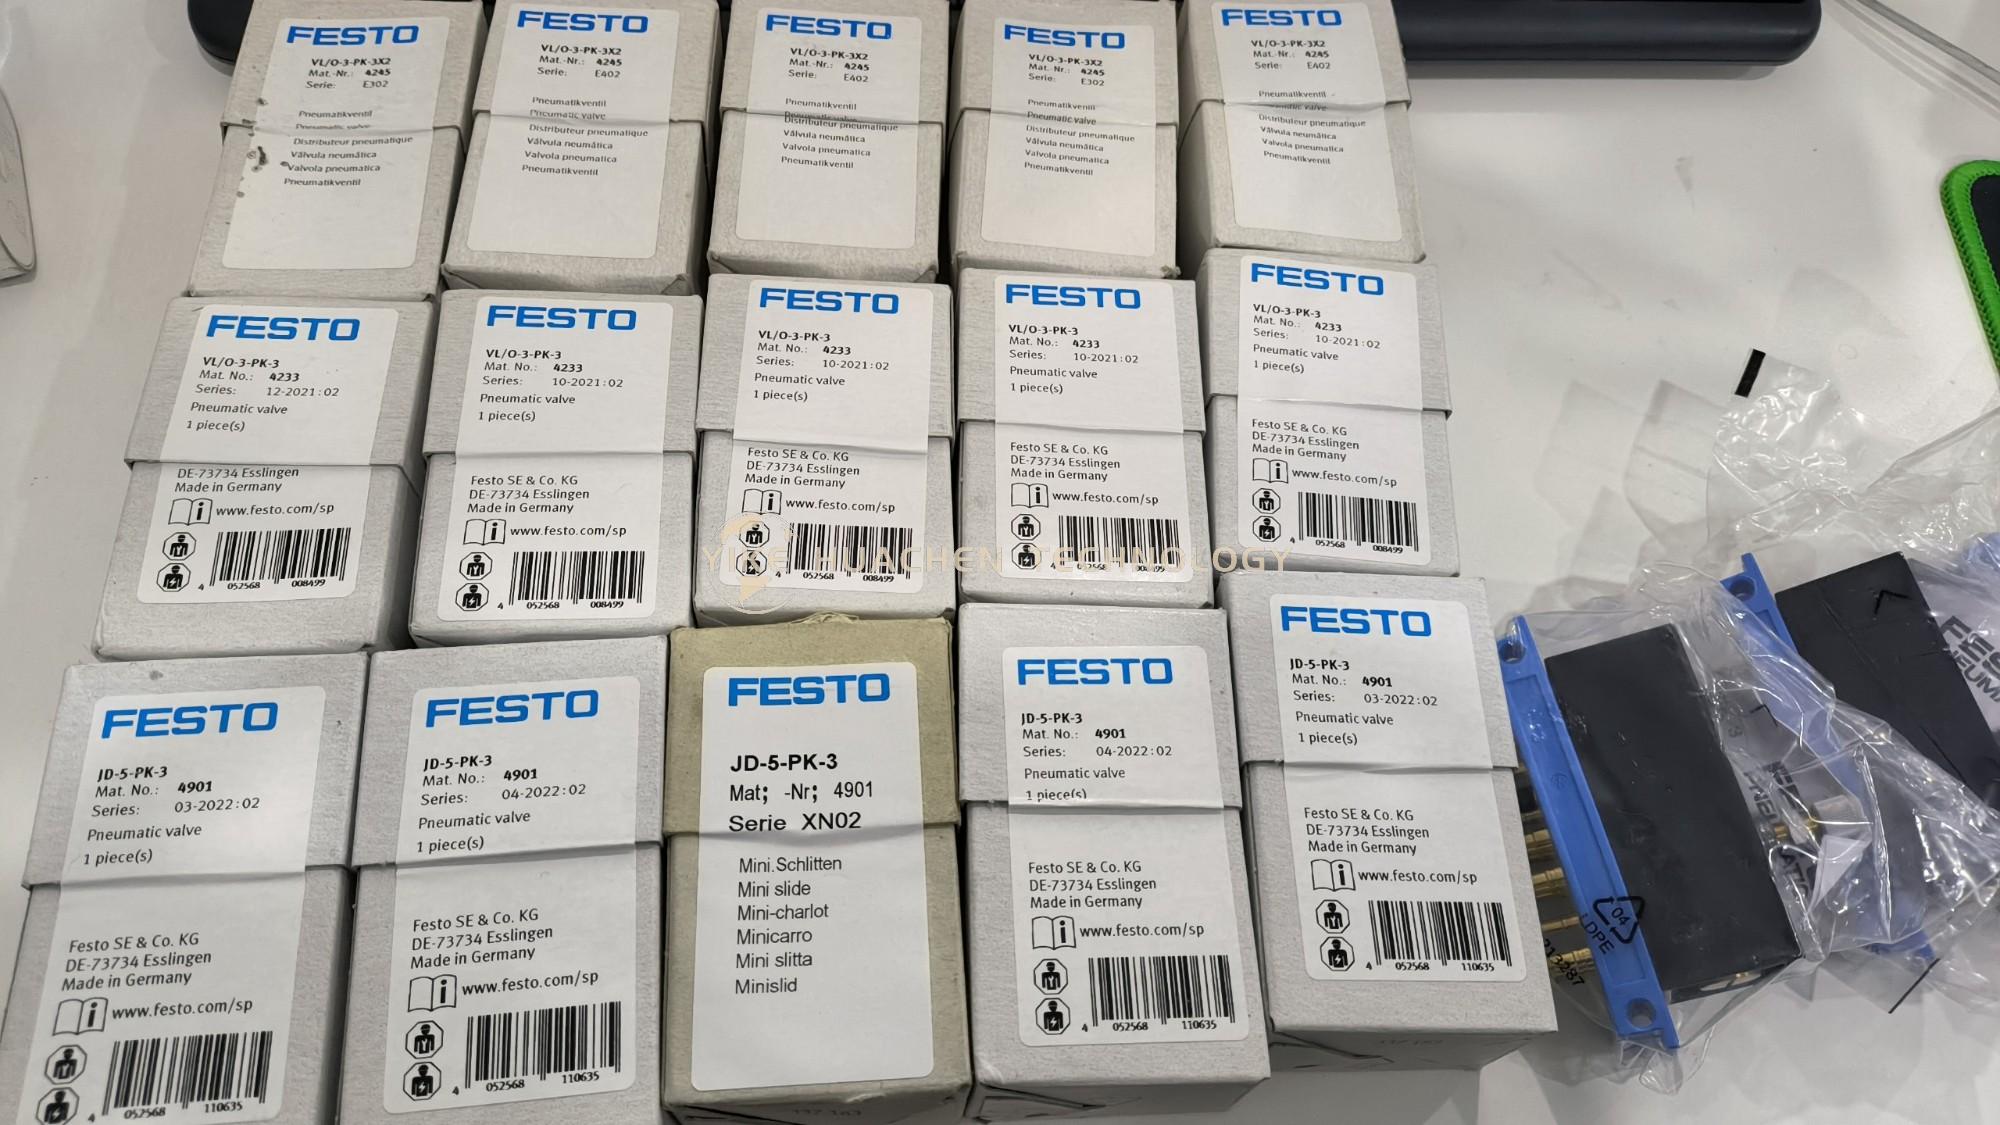 FESTO
VL/O-3-PK-3X2
Mat.-Nr.: 4245
Serie: E302
Pneumatikventil
Pneumatic valve
Distributeur pneumatique
Válvula neumática
Valvola pneumatica
Pneumatikventil
FESTO
VL/O-3-PK-3X2
Mat.-Nr.: 4245
Serie: E402
Pneumatikventil
Pneumatic valve
Distributeur pneumatique
Válvula neumática
Valvola pneumatica
Pneumatikventil
FESTO
VL/O-3-PK-3X2
Mat.-Nr.: 4245
Serie: E402
Pneumatikventil
Pneumatic valve
Distributeur pneumatique
Válvula neumática
Valvola pneumatica
Pneumatikventil
FESTO
VL/O-3-PK-3X2
Mat.-Nr.: 4245
Serie: E302
Pneumatikventil
Pneumatic valve
Distributeur pneumatique
Válvula neumática
Valvola pneumatica
Pneumatikventil
FESTO
VL/O-3-PK-3X2
Mat.-Nr.: 4245
Serie: E402
Pneumatikventil
Pneumatic valve
Distributeur pneumatique
Válvula neumática
Valvola pneumatica
Pneumatikventil
FESTO
VL/O-3-PK-3
Mat. No.: 4233
Series: 12-2021:02
Pneumatic valve
1 piece(s)
DE-73734 Esslingen
Made in Germany
www.festo.com/sp
4 052568 008499
FESTO
VL/O-3-PK-3
Mat. No.: 4233
Series: 10-2021:02
Pneumatic valve
1 piece(s)
Festo SE & Co. KG
DE-73734 Esslingen
Made in Germany
www.festo.com/sp
4 052568 008499
FESTO
VL/O-3-PK-3
Mat. No.: 4233
Series: 10-2021:02
Pneumatic valve
1 piece(s)
Festo SE & Co. KG
DE-73734 Esslingen
Made in Germany
www.festo.com/sp
4 052568 008499
FESTO
VL/O-3-PK-3
Mat. No.: 4233
Series: 10-2021:02
Pneumatic valve
1 piece(s)
Festo SE & Co. KG
DE-73734 Esslingen
Made in Germany
www.festo.com/sp
4 052568 008499
FESTO
VL/O-3-PK-3
Mat. No.: 4233
Series: 10-2021:02
Pneumatic valve
1 piece(s)
Festo SE & Co. KG
DE-73734 Esslingen
Made in Germany
www.festo.com/sp
4 052568 008499
YIKE HUACHEN TECHNOLOGY
FESTO
JD-5-PK-3
Mat. No.: 4901
Series: 03-2022:02
Pneumatic valve
1 piece(s)
Festo SE & Co. KG
DE-73734 Esslingen
Made in Germany
www.festo.com/sp
4 052568 110635
FESTO
JD-5-PK-3
Mat. No.: 4901
Series: 04-2022:02
Pneumatic valve
1 piece(s)
Festo SE & Co. KG
DE-73734 Esslingen
Made in Germany
www.festo.com/sp
4 052568 110635
FESTO
JD-5-PK-3
Mat; -Nr; 4901
Serie XN02
Mini.Schlitten
Mini slide
Mini-charlot
Minicarro
Mini slitta
Minislid
FESTO
JD-5-PK-3
Mat. No.: 4901
Series: 04-2022:02
Pneumatic valve
1 piece(s)
Festo SE & Co. KG
DE-73734 Esslingen
Made in Germany
www.festo.com/sp
4 052568 110635
FESTO
JD-5-PK-3
Mat. No.: 4901
Series: 03-2022:02
Pneumatic valve
1 piece(s)
Festo SE & Co. KG
DE-73734 Esslingen
Made in Germany
www.festo.com/sp
4 052568 110635
04
LDPE